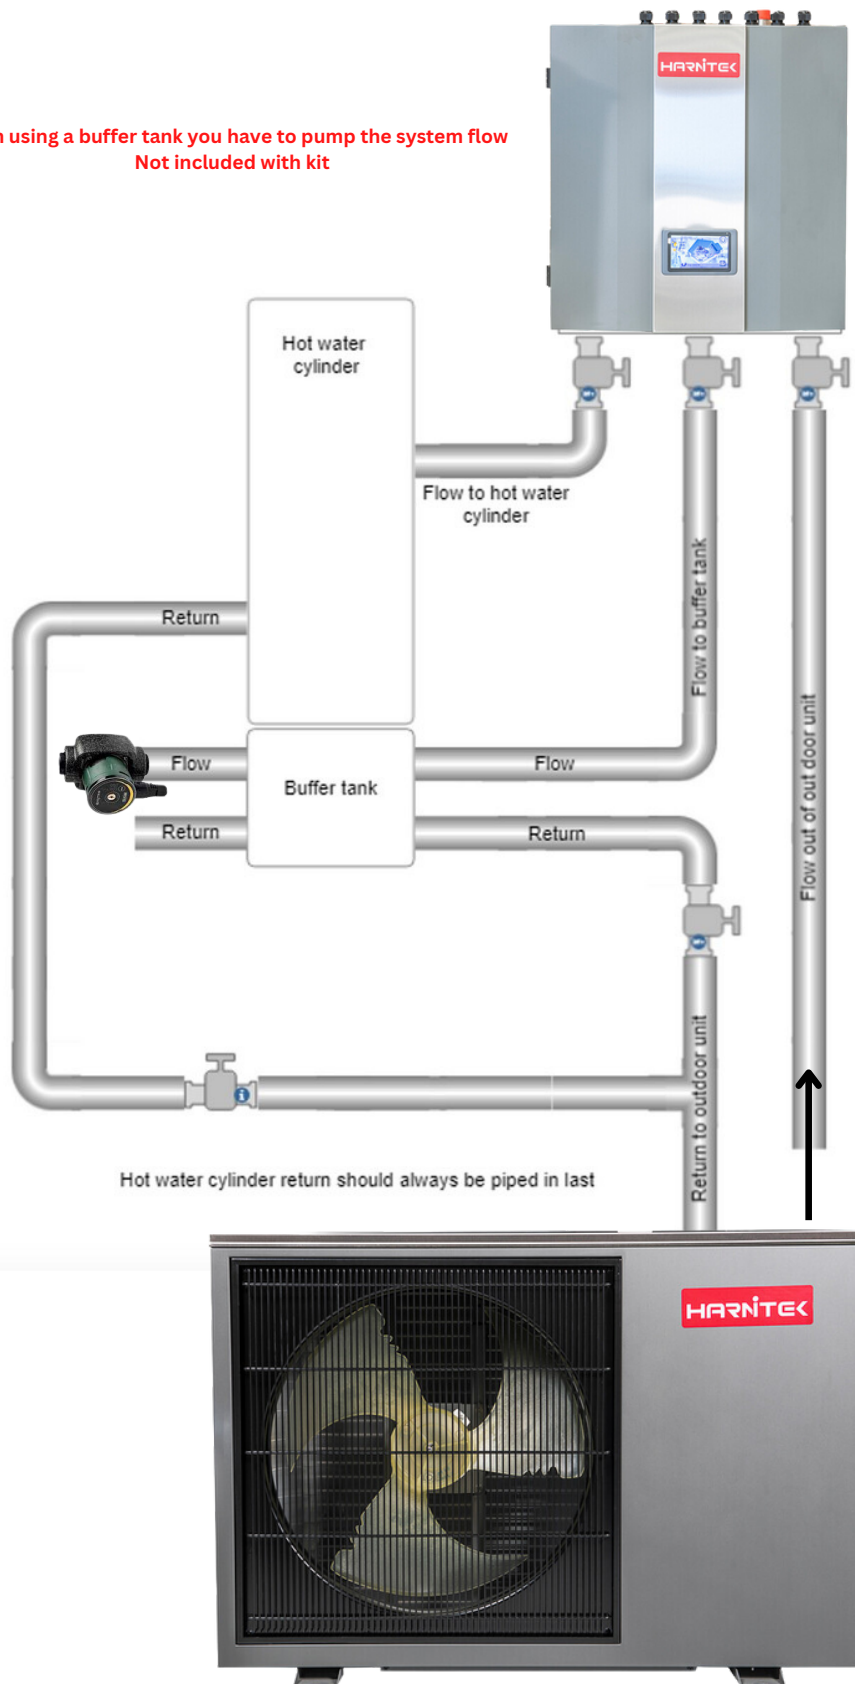 HARNITEK
using a buffer tank you have to pump the system flow
Not included with kit
Hot water
cylinder
Flow to hot water
cylinder
Flow to buffer tank
Flow out of out door unit
Return
Flow
Buffer tank
Flow
Return
Return
Return to outdoor unit
Hot water cylinder return should always be piped in last
HARNITEK